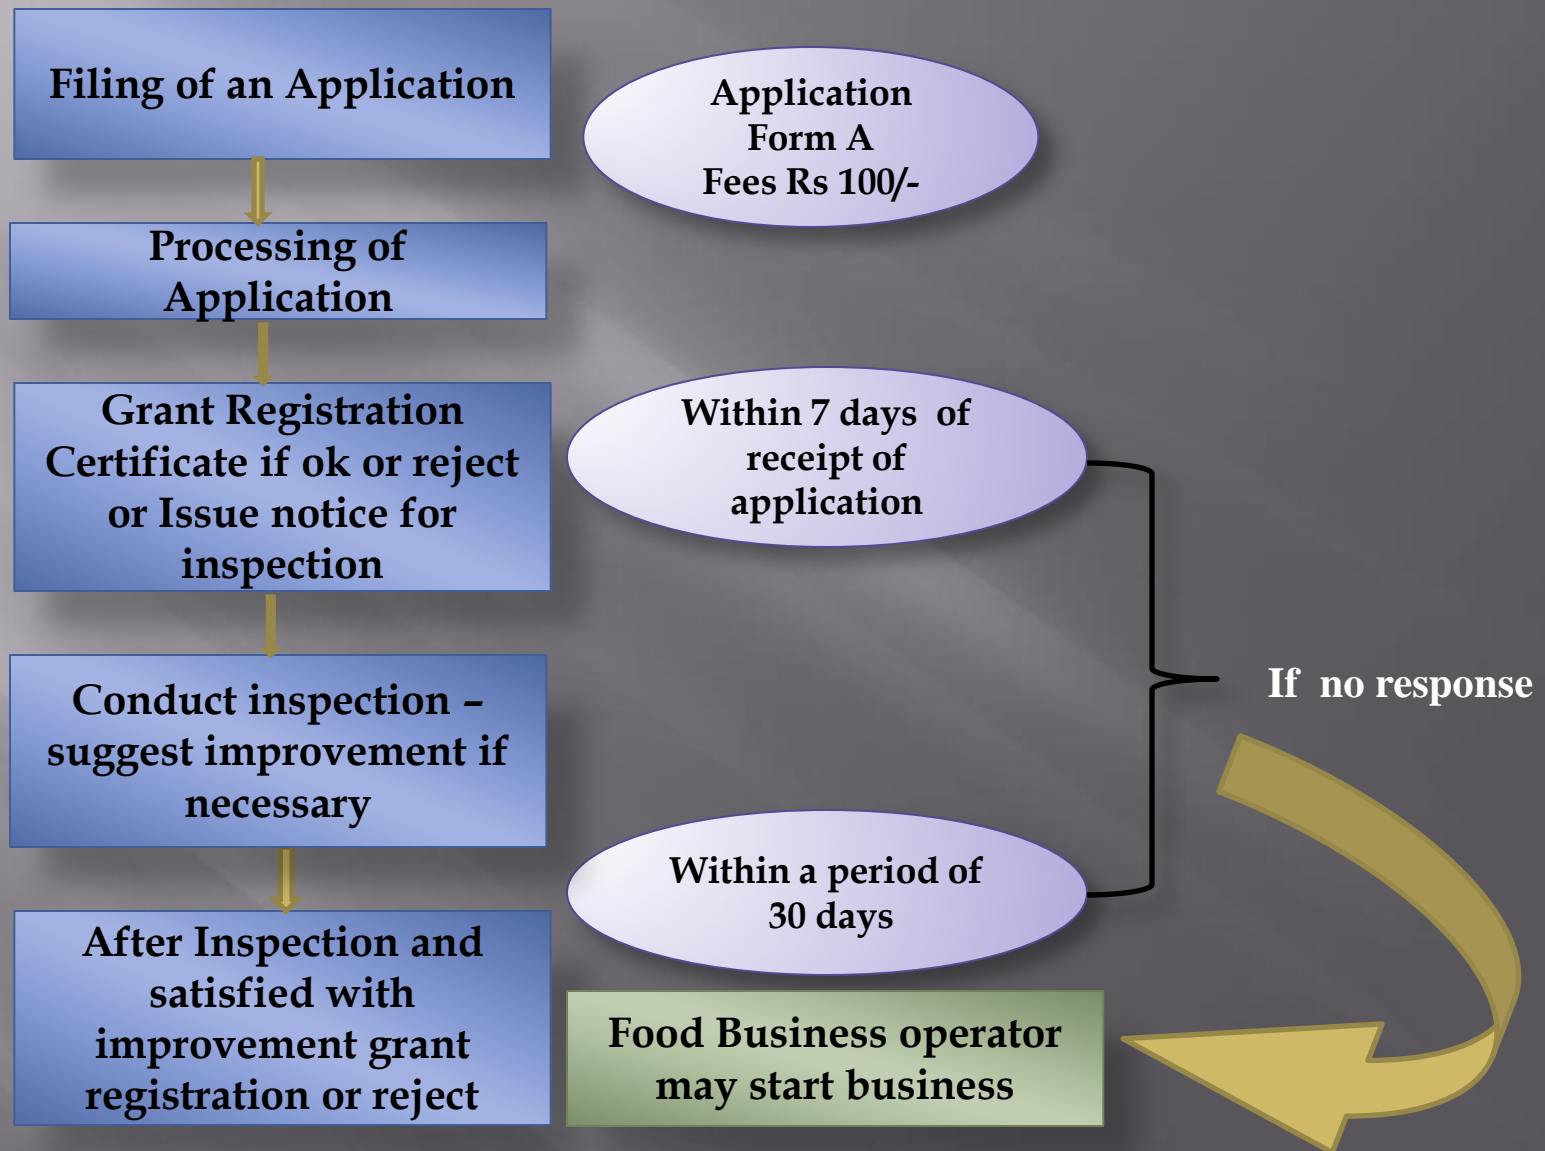 Filing of an Application
Application
Form A
Fees Rs 100/-
Processing of
Application
Grant Registration
Certificate if ok or reject
or Issue notice for
inspection
Within 7 days of
receipt of
application
If no response
Conduct inspection –
suggest improvement if
necessary
Within a period of
30 days
After Inspection and
satisfied with
improvement grant
registration or reject
Food Business operator
may start business